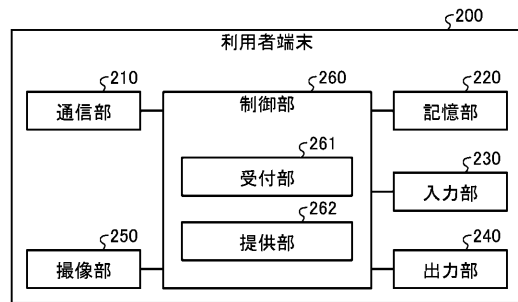 200
利用者端末
210
通信部
260
制御部
220
記憶部
261
受付部
230
入力部
262
提供部
250
撮像部
240
出力部